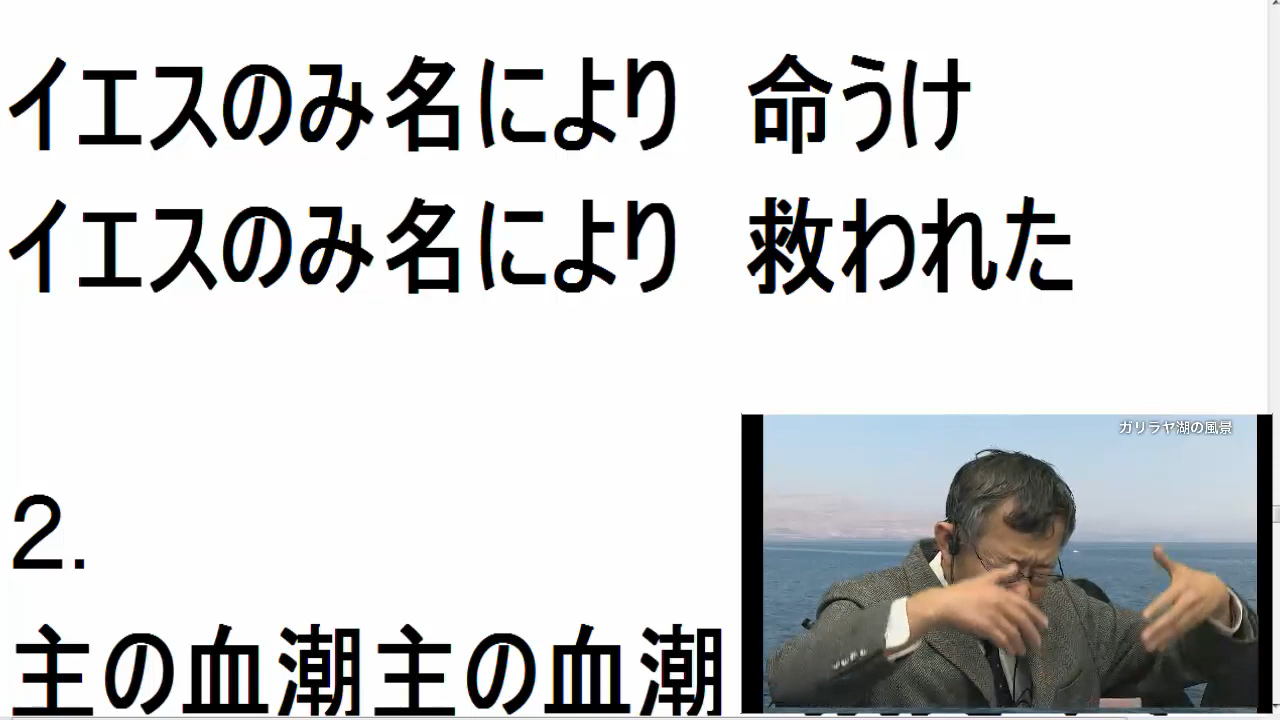 イエスのみ名により　命うけ
イエスのみ名により　救われた
ガリラヤ湖の風景
2.
主の血潮主の血潮